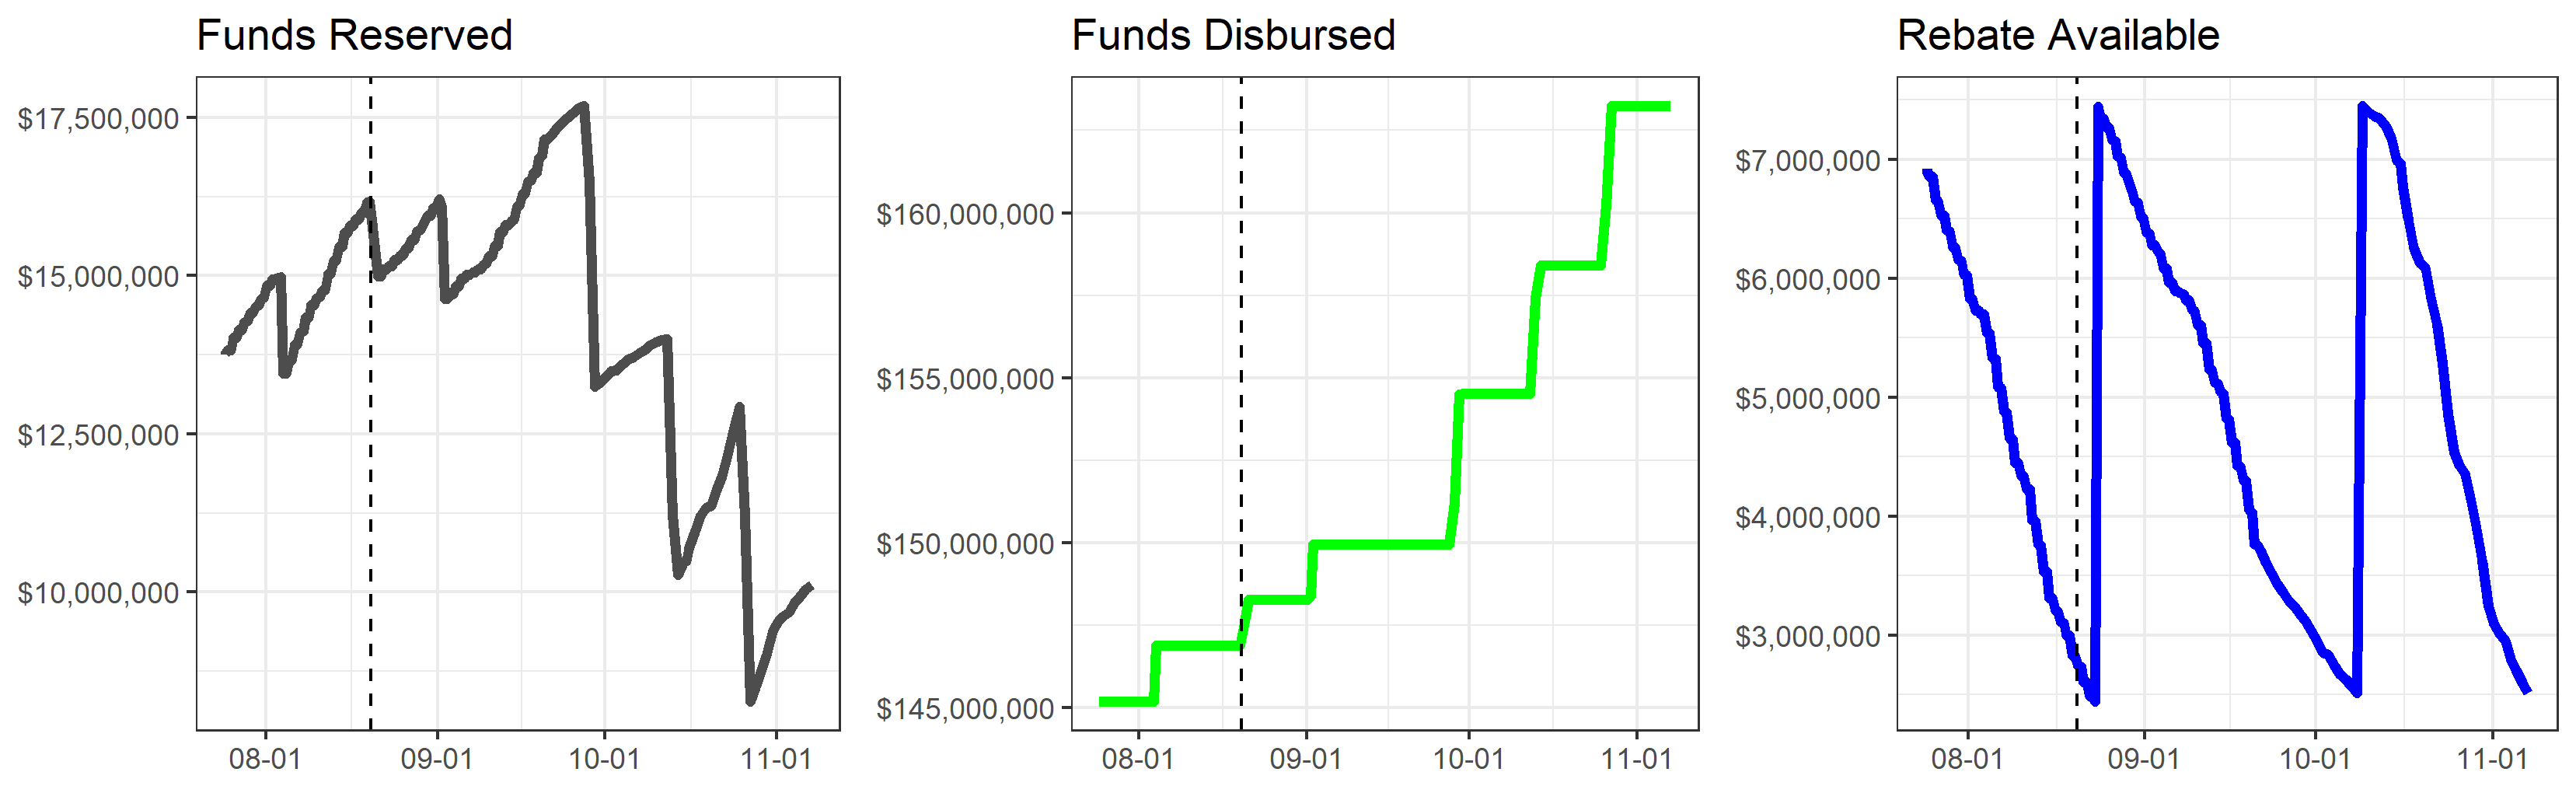 Funds Reserved
$17,500,000
$15,000,000
$12,500,000
$10,000,000
08-01 09-01 10-01 11-01
Funds Disbursed
$160,000,000
$155,000,000
$150,000,000
$145,000,000
08-01 09-01 10-01 11-01
Rebate Available
$7,000,000
$6,000,000
$5,000,000
$4,000,000
$3,000,000
08-01 09-01 10-01 11-01